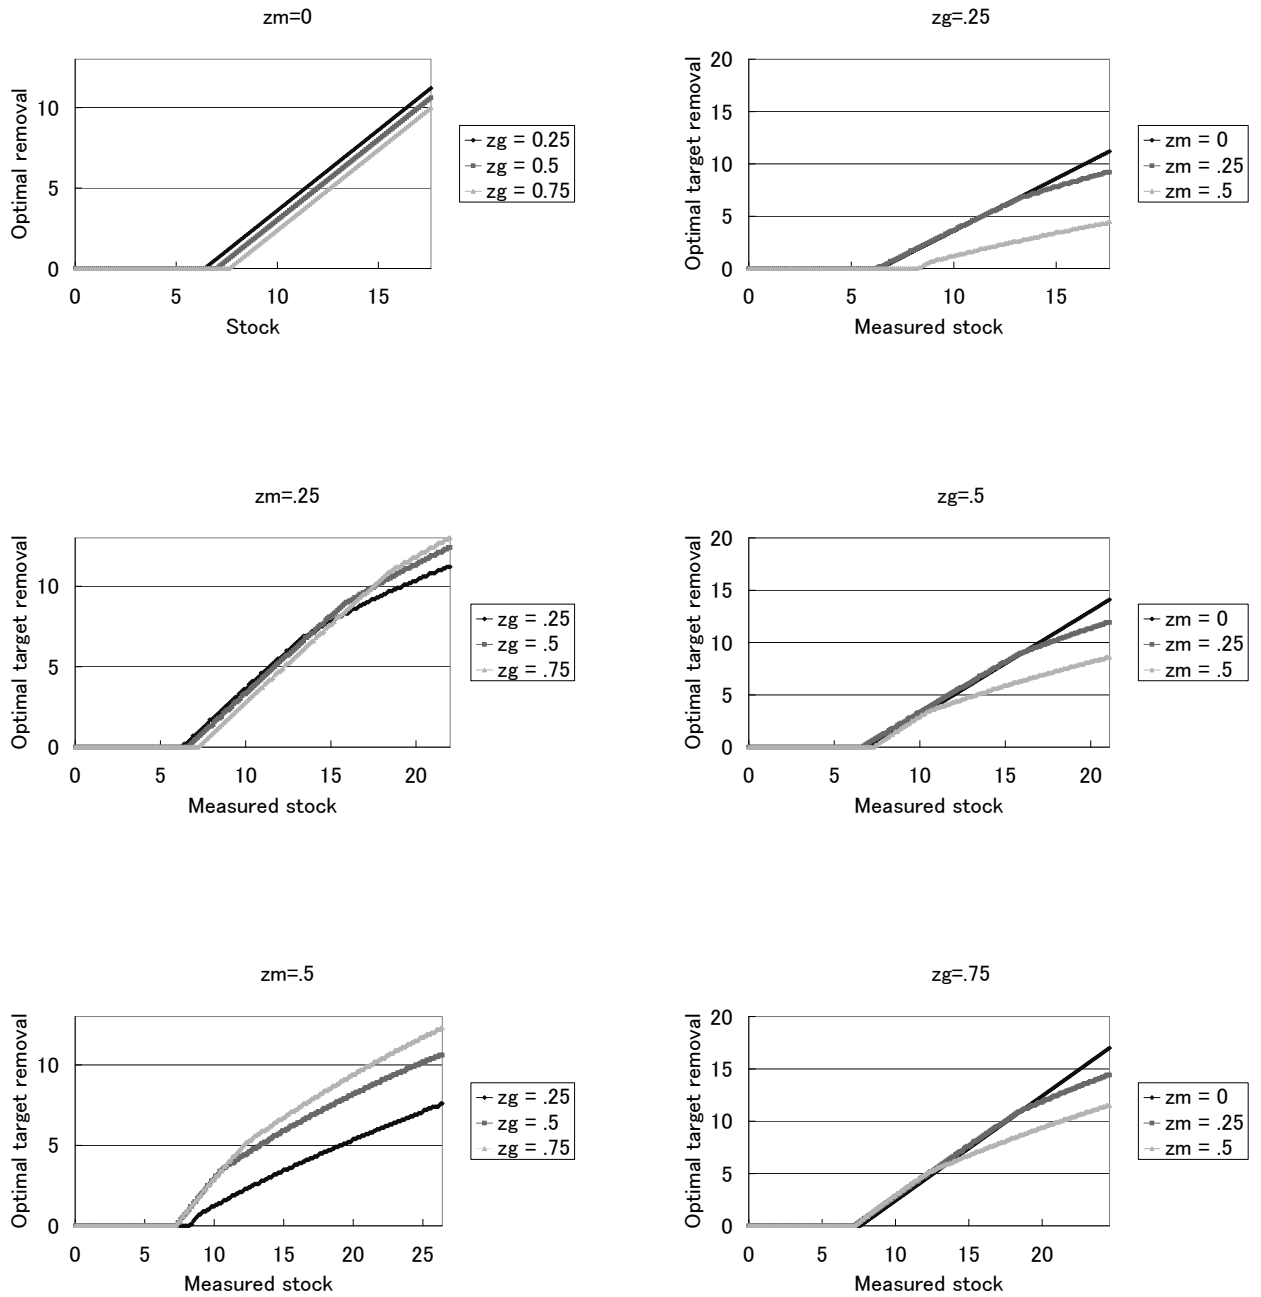 zm=0
Optimal removal
10
5
0
0 5 10 15
Stock
zg = 0.25
zg = 0.5
zg = 0.75
zg=.25
Optimal target removal
20
15
10
5
0
0 5 10 15
Measured stock
zm = 0
zm = .25
zm = .5
zm=.25
Optimal target removal
10
5
0
0 5 10 15 20
Measured stock
zg = .25
zg = .5
zg = .75
zg=.5
Optimal target removal
20
15
10
5
0
0 5 10 15 20
Measured stock
zm = 0
zm = .25
zm = .5
zm=.5
Optimal target removal
10
5
0
0 5 10 15 20 25
Measured stock
zg = .25
zg = .5
zg = .75
zg=.75
Optimal target removal
20
15
10
5
0
0 5 10 15 20
Measured stock
zm = 0
zm = .25
zm = .5